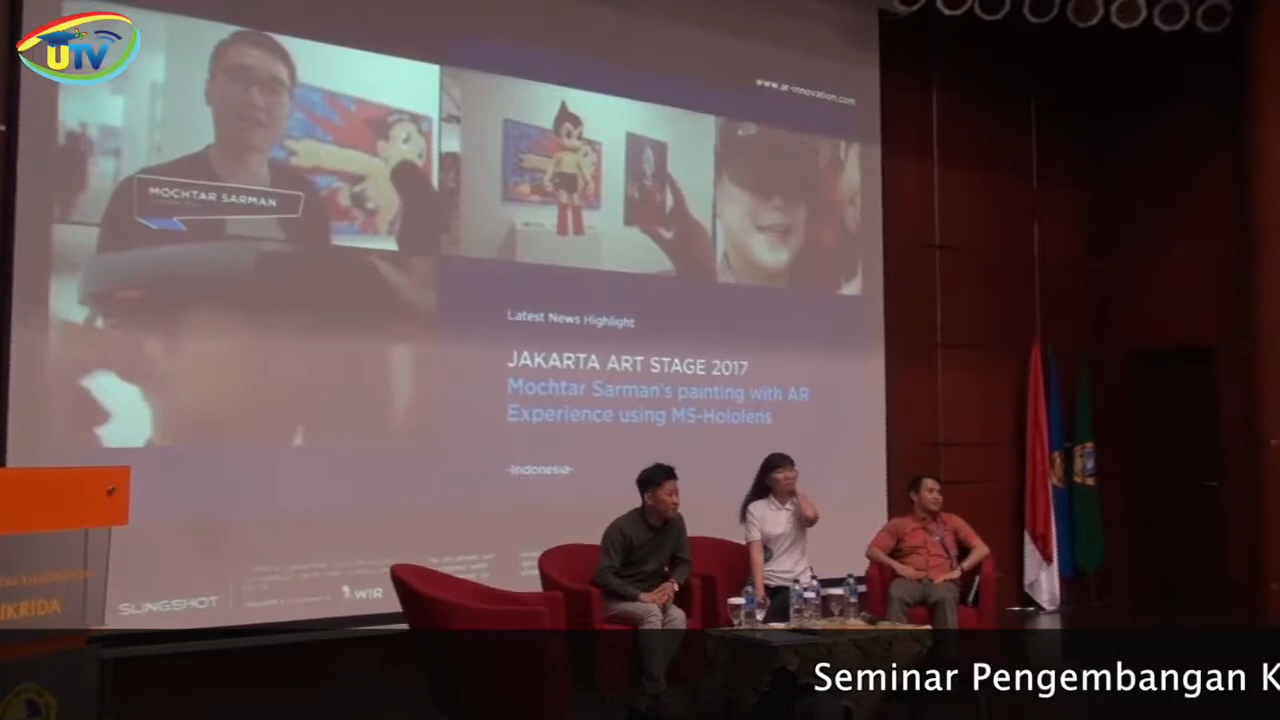 UTV
www.ar-innovation.com
MOCHTAR SARMAN
Latest News Highlight
JAKARTA ART STAGE 2017
Mochtar Sarman's painting with AR
Experience using MS-Hololens
-Indonesia-
SLINGSHOT
WIR
IKRIDA
Seminar Pengembangan K